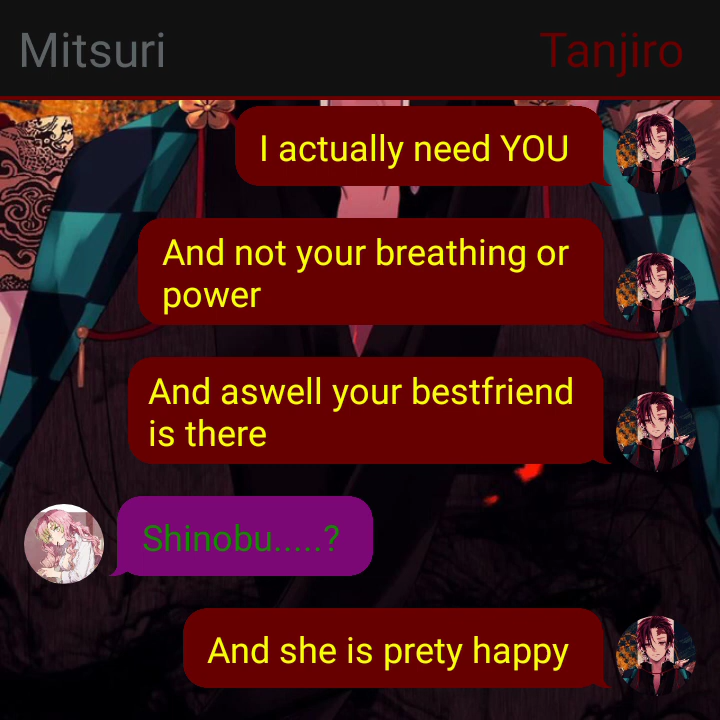 Mitsuri
Tanjiro
I actually need YOU
And not your breathing or
power
And aswell your bestfriend
is there
Shinobu.....?
And she is prety happy